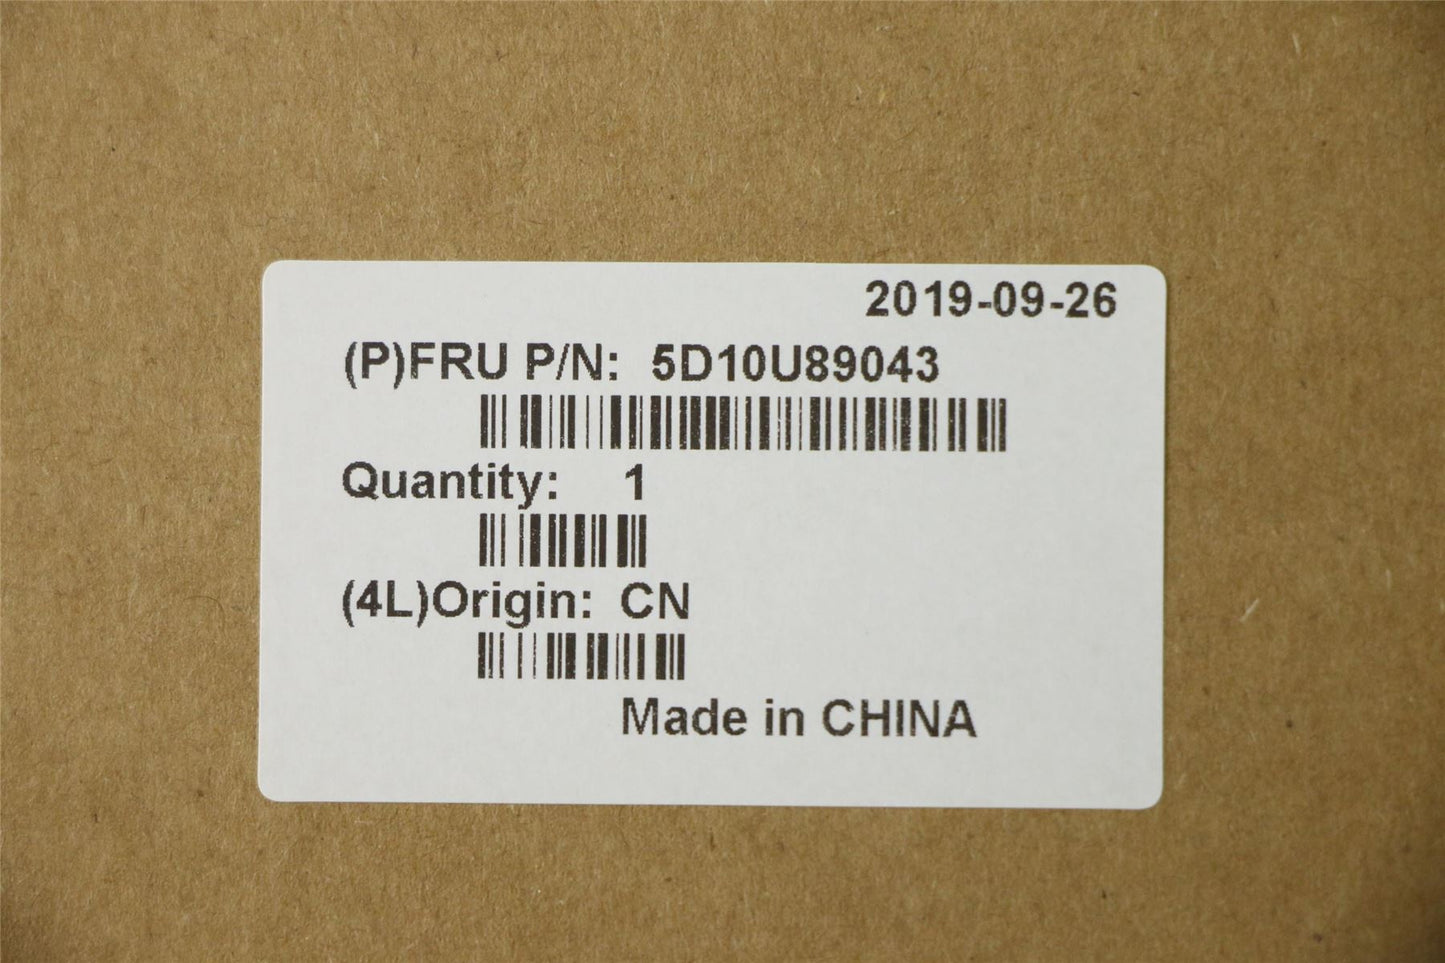 2019-09-26
(P)FRU P/N: 5D10U89043
Quantity: 1
(4L)Origin: CN
Made in CHINA